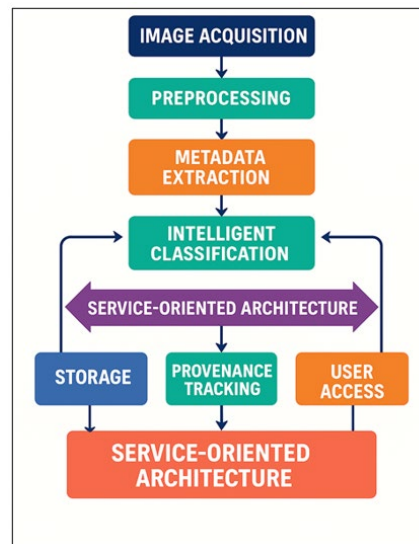 IMAGE ACQUISITION
PREPROCESSING
METADATA
EXTRACTION
INTELLIGENT
CLASSIFICATION
SERVICE-ORIENTED ARCHITECTURE
STORAGE
PROVENANCE
TRACKING
USER
ACCESS
SERVICE-ORIENTED
ARCHITECTURE